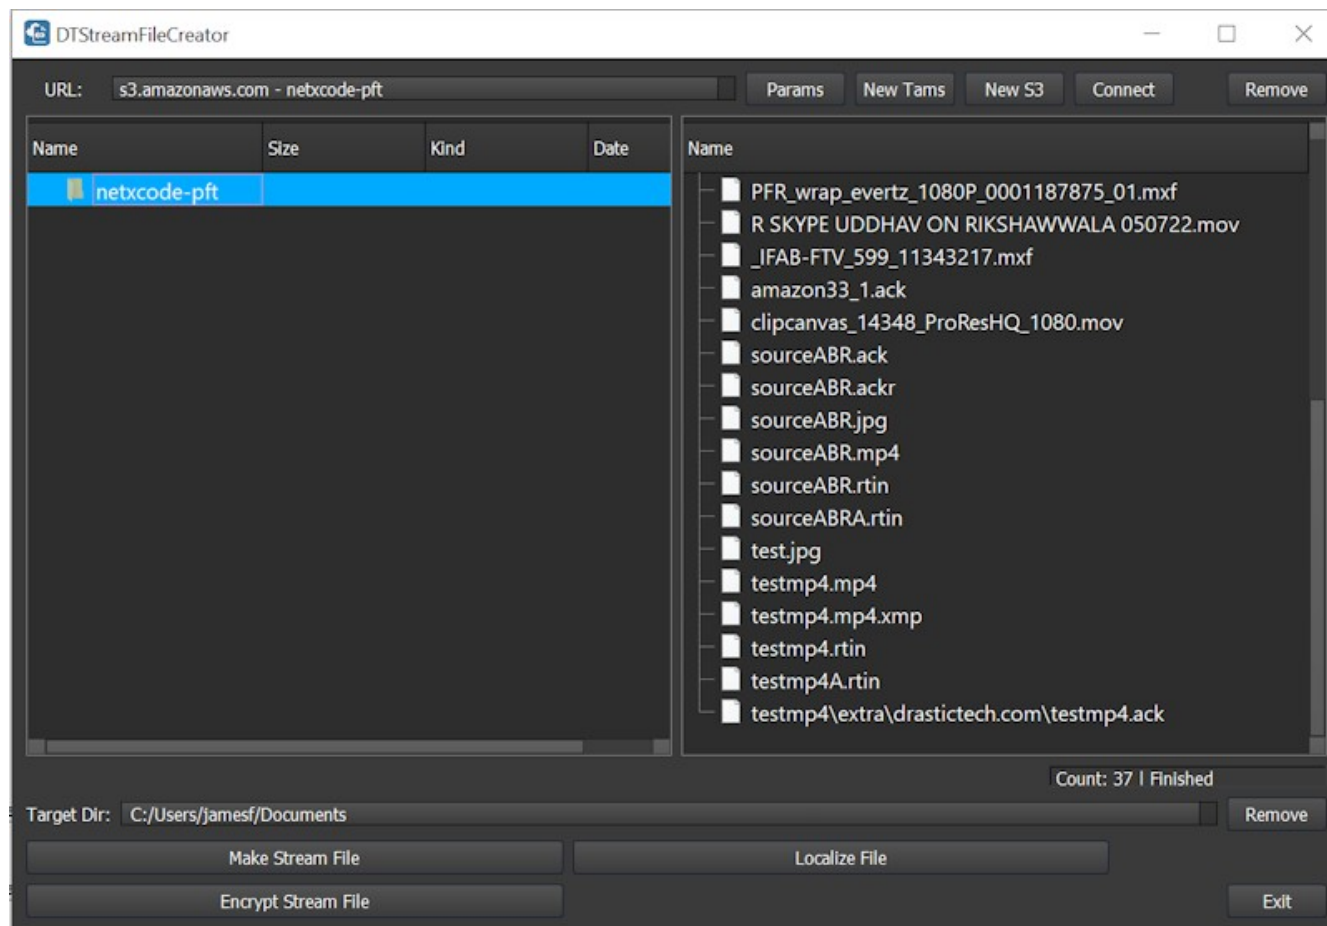 DTStreamFileCreator
URL: s3.amazonaws.com - netxcode-pft Params New Tams New S3 Connect Remove
Name Size Kind Date Name
netxcode-pft
PFR_wrap_evertz_1080P_0001187875_01.mxf
R SKYPE UDDHAV ON RIKSHAWWALA 050722.mov
_IFAB-FTV_599_11343217.mxf
amazon33_1.ack
clipcanvas_14348_ProResHQ_1080.mov
sourceABR.ack
sourceABR.ackr
sourceABR.jpg
sourceABR.mp4
sourceABR.rtin
sourceABRA.rtin
test.jpg
testmp4.mp4
testmp4.mp4.xmp
testmp4.rtin
testmp4A.rtin
testmp4\extra\drastictech.com\testmp4.ack
Count: 37 | Finished
Target Dir: C:/Users/jamesf/Documents Remove
Make Stream File Localize File
Encrypt Stream File Exit